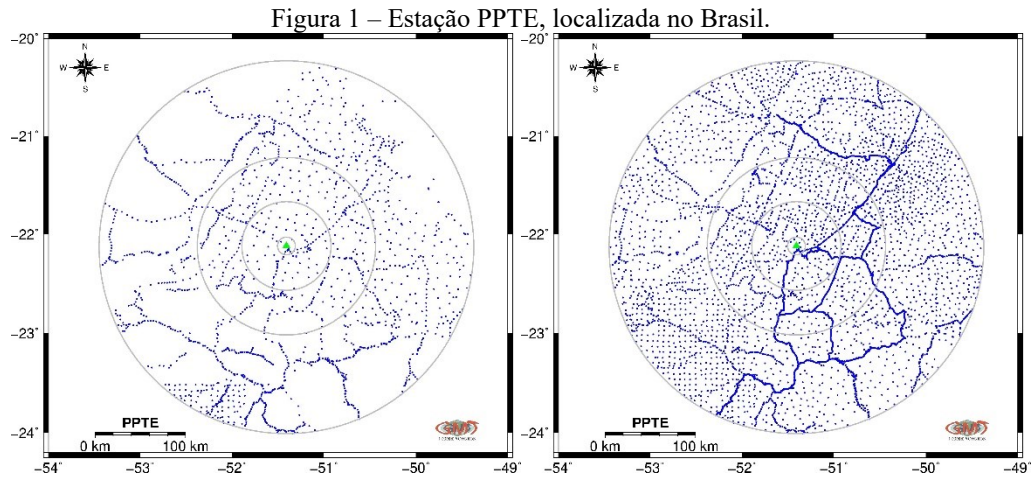 Figura 1 – Estação PPTE, localizada no Brasil.
−20˚
−21˚
−22˚
−23˚
−24˚
−54˚ −53˚ −52˚ −51˚ −50˚ −49˚
N
W E
S
PPTE
0 km 100 km
GMT
−20˚
−21˚
−22˚
−23˚
−24˚
−54˚ −53˚ −52˚ −51˚ −50˚ −49˚
N
W E
S
PPTE
0 km 100 km
GMT